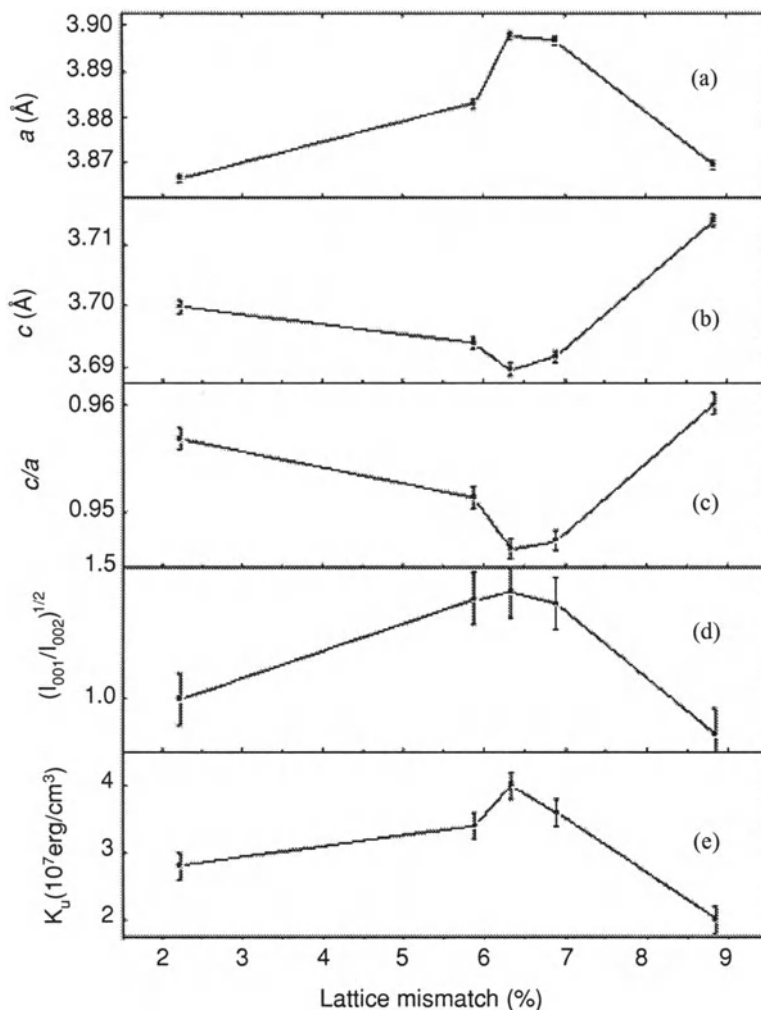 3.90
3.89
3.88
3.87
a (Å)
(a)
3.71
3.70
3.69
c (Å)
(b)
0.96
0.95
c/a
(c)
1.5
1.0
(I001/I002)1/2
(d)
4
3
2
Ku(107erg/cm3)
(e)
2 3 4 5 6 7 8 9
Lattice mismatch (%)